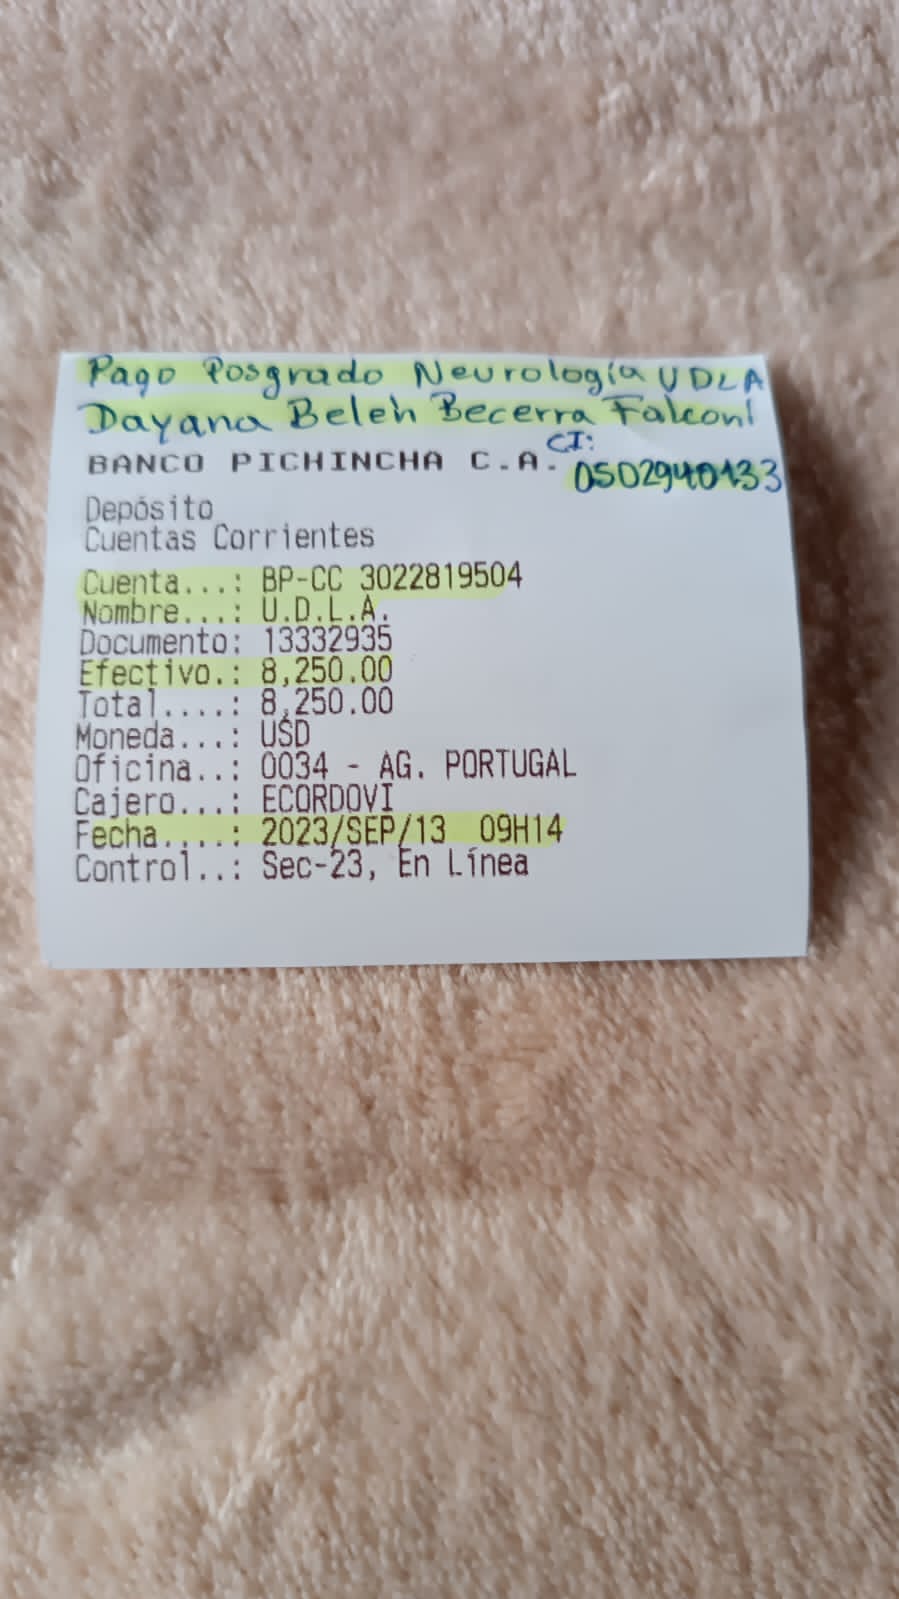 Pago Posgrado Neurología UDLA
Dayana Belén Becerra Falconí
CI:
BANCO PICHINCHA C.A. 0502940133
Depósito
Cuentas Corrientes
Cuenta...: BP-CC 3022819504
Nombre...: U.D.L.A.
Documento: 13332935
Efectivo.: 8,250.00
Total....: 8,250.00
Moneda...: USD
Oficina..: 0034 - AG. PORTUGAL
Cajero...: ECORDOVI
Fecha....: 2023/SEP/13 09H14
Control..: Sec-23, En Línea